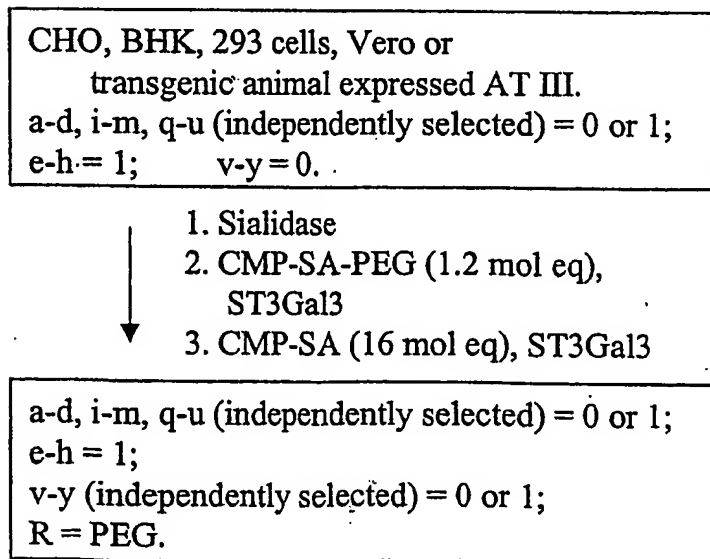 CHO, BHK, 293 cells, Vero or
transgenic animal expressed AT III.
a-d, i-m, q-u (independently selected) = 0 or 1;
e-h = 1; v-y = 0.
1. Sialidase
2. CMP-SA-PEG (1.2 mol eq),
ST3Gal3
3. CMP-SA (16 mol eq), ST3Gal3
a-d, i-m, q-u (independently selected) = 0 or 1;
e-h = 1;
v-y (independently selected) = 0 or 1;
R = PEG.